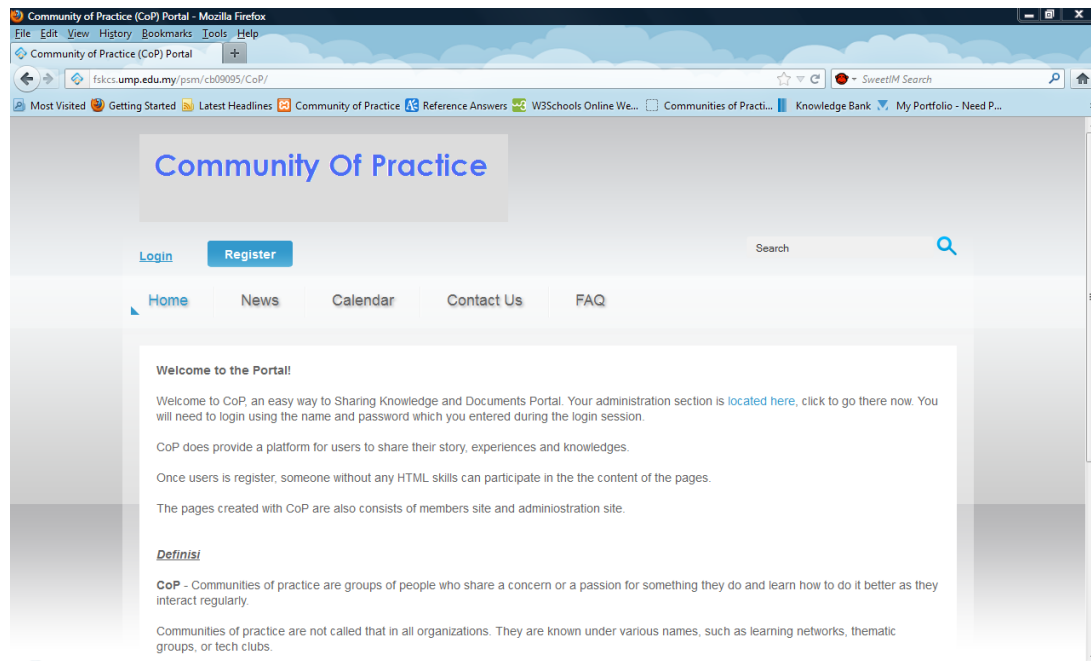 Community of Practice (CoP) Portal - Mozilla Firefox
File Edit View History Bookmarks Tools Help
Community of Practice (CoP) Portal +
fskcs.ump.edu.my/psm/cb09095/CoP/ SweetIM Search
Most Visited Getting Started Latest Headlines Community of Practice Reference Answers W3Schools Online We... Communities of Practi... Knowledge Bank My Portfolio - Need P...
Community Of Practice
Login Register Search
Home News Calendar Contact Us FAQ
Welcome to the Portal!
Welcome to CoP, an easy way to Sharing Knowledge and Documents Portal. Your administration section is located here, click to go there now. You
will need to login using the name and password which you entered during the login session.
CoP does provide a platform for users to share their story, experiences and knowledges.
Once users is register, someone without any HTML skills can participate in the the content of the pages.
The pages created with CoP are also consists of members site and adminiostration site.
Definisi
CoP - Communities of practice are groups of people who share a concern or a passion for something they do and learn how to do it better as they
interact regularly.
Communities of practice are not called that in all organizations. They are known under various names, such as learning networks, thematic
groups, or tech clubs.